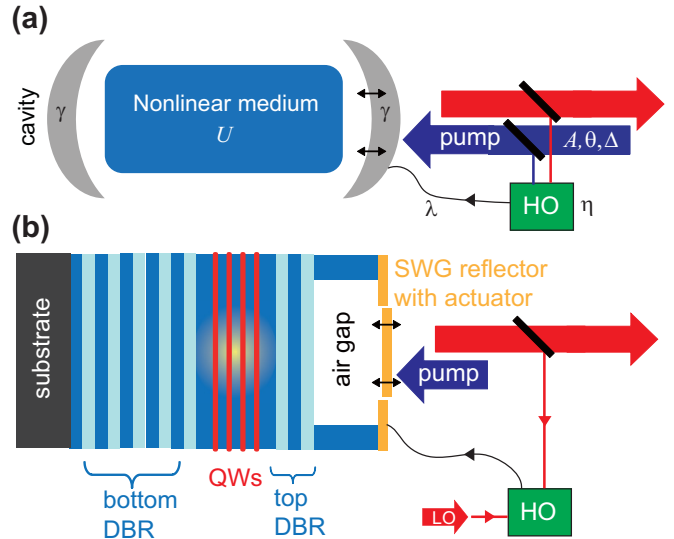 (a)
cavity
γ
Nonlinear medium
U
γ
pump
A,θ,Δ
λ
HO
η
(b)
substrate
SWG reflector
with actuator
air gap
pump
QWs
bottom
DBR
top
DBR
LO
HO